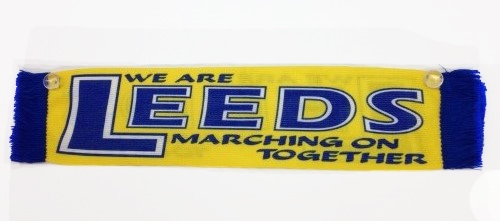 WE ARE
LEEDS
MARCHING ON
TOGETHER